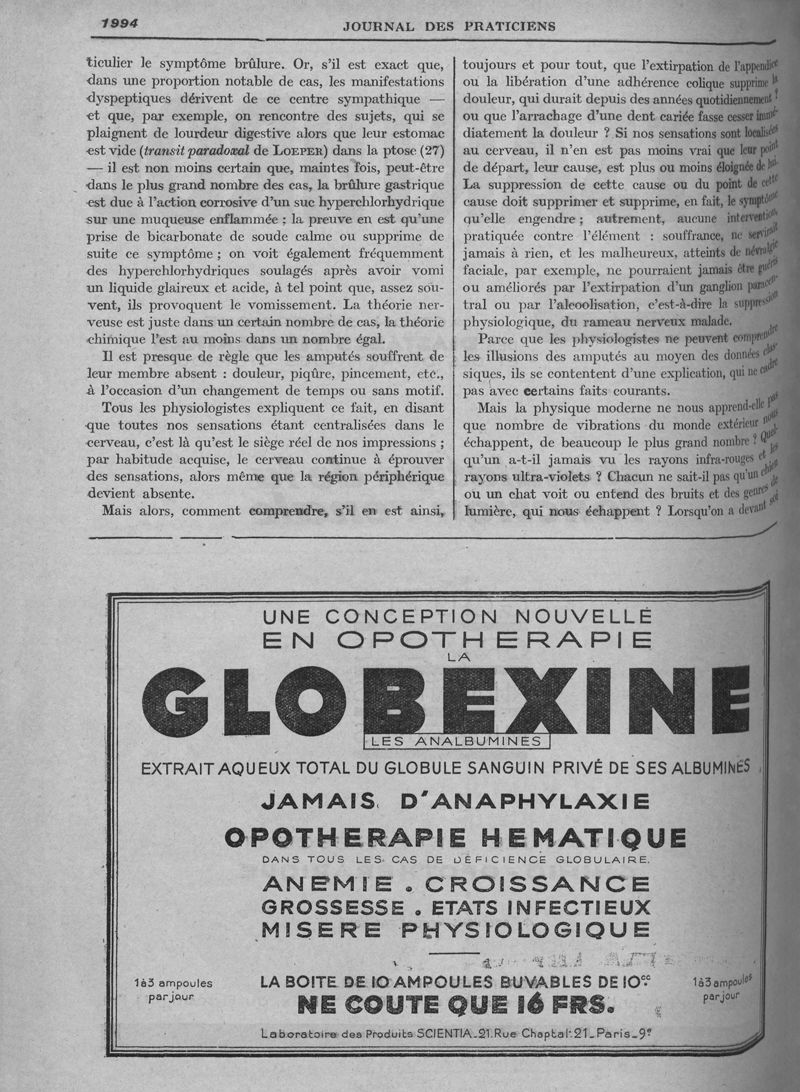 1994
JOURNAL DES PRATICIENS
ticulier le symptôme brûlure. Or, s'il est exact que,
dans une proportion notable de cas, les manifestations
dyspeptiques dérivent de ce centre sympathique —
et que, par exemple, on rencontre des sujets, qui se
plaignent de lourdeur digestive alors que leur estomac
est vide (transit paradoxal de LOEPER) dans la ptose (27)
— il est non moins certain que, maintes fois, peut-être
dans le plus grand nombre des cas, la brûlure gastrique
est due à l'action corrosive d'un suc hyperchlorhydrique
sur une muqueuse enflammée ; la preuve en est qu'une
prise de bicarbonate de soude calme ou supprime de
suite ce symptôme ; on voit également fréquemment
des hyperchlorhydriques soulagés après avoir vomi
un liquide glaireux et acide, à tel point que, assez sou-
vent, ils provoquent le vomissement. La théorie ner-
veuse est juste dans un certain nombre de cas, la théorie
chimique l'est au moins dans un nombre égal.
Il est presque de règle que les amputés souffrent de
leur membre absent : douleur, piqûre, pincement, etc.,
à l'occasion d'un changement de temps ou sans motif.
Tous les physiologistes expliquent ce fait, en disant
que toutes nos sensations étant centralisées dans le
cerveau, c'est là qu'est le siège réel de nos impressions ;
par habitude acquise, le cerveau continue à éprouver
des sensations, alors même que la région périphérique
devient absente.
Mais alors, comment comprendre, s'il en est ainsi,
toujours et pour tout, que l'extirpation de l'appendice
ou la libération d'une adhérence colique supprime la
douleur, qui durait depuis des années quotidiennement ?
ou que l'arrachage d'une dent cariée fasse cesser immé-
diatement la douleur ? Si nos sensations sont localisées
au cerveau, il n'en est pas moins vrai que leur point
de départ, leur cause, est plus ou moins éloignée de lui.
La suppression de cette cause ou du point de cette
cause doit supprimer et supprime, en fait, le symptôme
qu'elle engendre ; autrement, aucune intervention,
pratiquée contre l'élément : souffrance, ne servirait
jamais à rien, et les malheureux, atteints de névralgie
faciale, par exemple, ne pourraient jamais être guéris
ou améliorés par l'extirpation d'un ganglion paracen-
tral ou par l'alcoolisation, c'est-à-dire la suppression
physiologique, du rameau nerveux malade.
Parce que les physiologistes ne peuvent comprendre
les illusions des amputés au moyen des données clas-
siques, ils se contentent d'une explication, qui ne cadre
pas avec certains faits courants.
Mais la physique moderne ne nous apprend-elle pas
que nombre de vibrations du monde extérieur nous
échappent, de beaucoup le plus grand nombre ? Quel-
qu'un a-t-il jamais vu les rayons infra-rouges et les
rayons ultra-violets ? Chacun ne sait-il pas qu'un chien
ou un chat voit ou entend des bruits et des genres de
lumière, qui nous échappent ? Lorsqu'on a devant soi
UNE CONCEPTION NOUVELLE
EN OPOTHERAPIE
LA
GLOBEXINE
LES ANALBUMINES
EXTRAIT AQUEUX TOTAL DU GLOBULE SANGUIN PRIVÉ DE SES ALBUMINES
JAMAIS D'ANAPHYLAXIE
OPOTHERAPIE HEMATIQUE
DANS TOUS LES CAS DE DÉFICIENCE GLOBULAIRE.
ANEMIE . CROISSANCE
GROSSESSE . ETATS INFECTIEUX
MISERE PHYSIOLOGIQUE
1à3 ampoules
par jour
LA BOITE DE 10 AMPOULES BUVABLES DE 10cc.
NE COUTE QUE 16 FRS.
1à3 ampoules
par jour
Laboratoire des Produits SCIENTIA_21.Rue Chaptal.21_Paris_9e